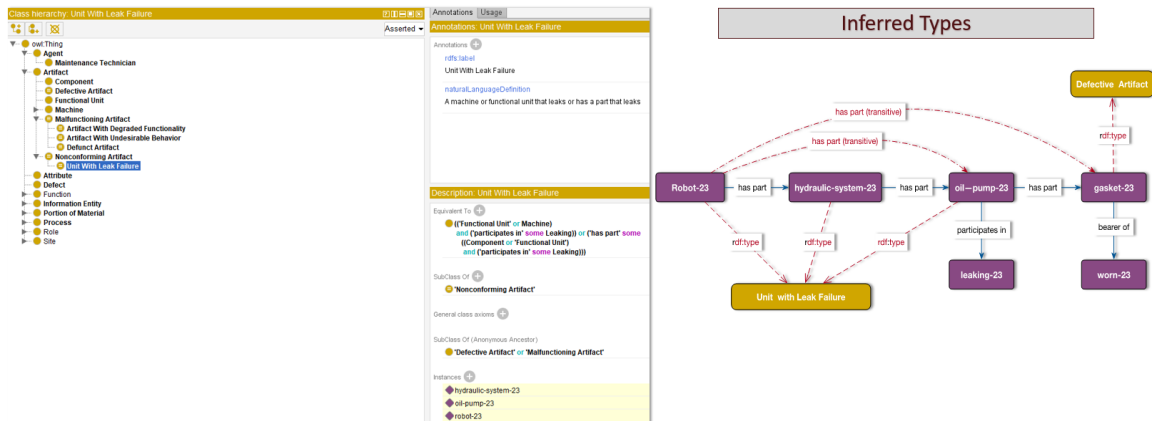 Class hierarchy: Unit With Leak Failure
Asserted
owl:Thing
Agent
Maintenance Technician
Artifact
Component
Defective Artifact
Functional Unit
Machine
Malfunctioning Artifact
Artifact With Degraded Functionality
Artifact With Undesirable Behavior
Defunct Artifact
Nonconforming Artifact
Unit With Leak Failure
Attribute
Defect
Function
Information Entity
Portion of Material
Process
Role
Site
Annotations Usage
Annotations: Unit With Leak Failure
Annotations
rdfs:label
Unit With Leak Failure
naturalLanguageDefinition
A machine or functional unit that leaks or has a part that leaks
Description: Unit With Leak Failure
Equivalent To
(('Functional Unit' or Machine)
and ('participates in' some Leaking)) or ('has part' some
((Component or 'Functional Unit')
and ('participates in' some Leaking)))
SubClass Of
'Nonconforming Artifact'
General class axioms
SubClass Of (Anonymous Ancestor)
'Defective Artifact' or 'Malfunctioning Artifact'
Instances
hydraulic-system-23
oil-pump-23
robot-23
Inferred Types
Defective Artifact
has part (transitive)
has part (transitive)
rdf:type
Robot-23
has part
hydraulic-system-23
has part
oil—pump-23
has part
gasket-23
participates in
bearer of
rdf:type
rdf:type
rdf:type
leaking-23
worn-23
Unit with Leak Failure